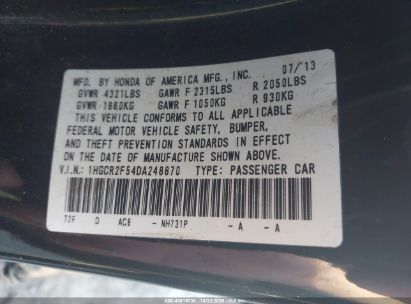 MFD. BY HONDA OF AMERICA MFG., INC. 07/'13
GVWR 4321LBS GAWR F 2315LBS R 2050LBS
GVWR 1960KG GAWR F 1050KG R 930KG
THIS VEHICLE CONFORMS TO ALL APPLICABLE
FEDERAL MOTOR VEHICLE SAFETY, BUMPER,
AND THEFT PREVENTION STANDARDS IN EFFECT
ON THE DATE OF MANUFACTURE SHOWN ABOVE.
V.I.N.: 1HGCR2F54DA248670 TYPE: PASSENGER CAR
T2F D AC8 - NH731P - A - A